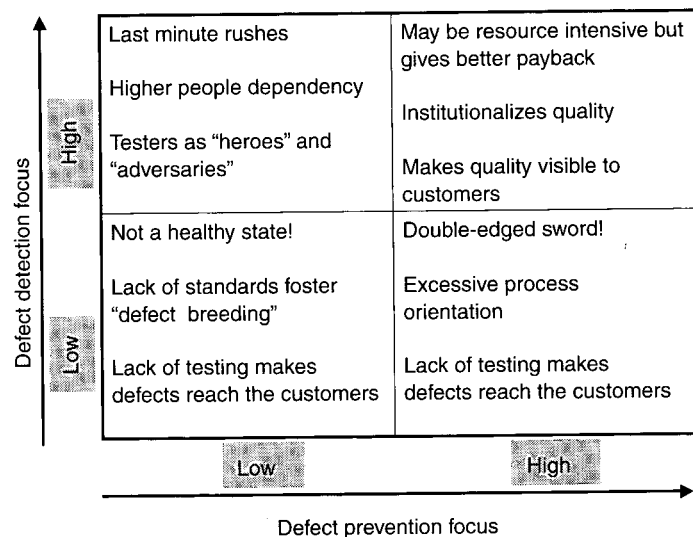 Defect detection focus
High
Low
Last minute rushes
Higher people dependency
Testers as “heroes” and
“adversaries”
May be resource intensive but
gives better payback
Institutionalizes quality
Makes quality visible to
customers
Not a healthy state!
Lack of standards foster
“defect breeding”
Lack of testing makes
defects reach the customers
Double-edged sword!
Excessive process
orientation
Lack of testing makes
defects reach the customers
Low
High
Defect prevention focus